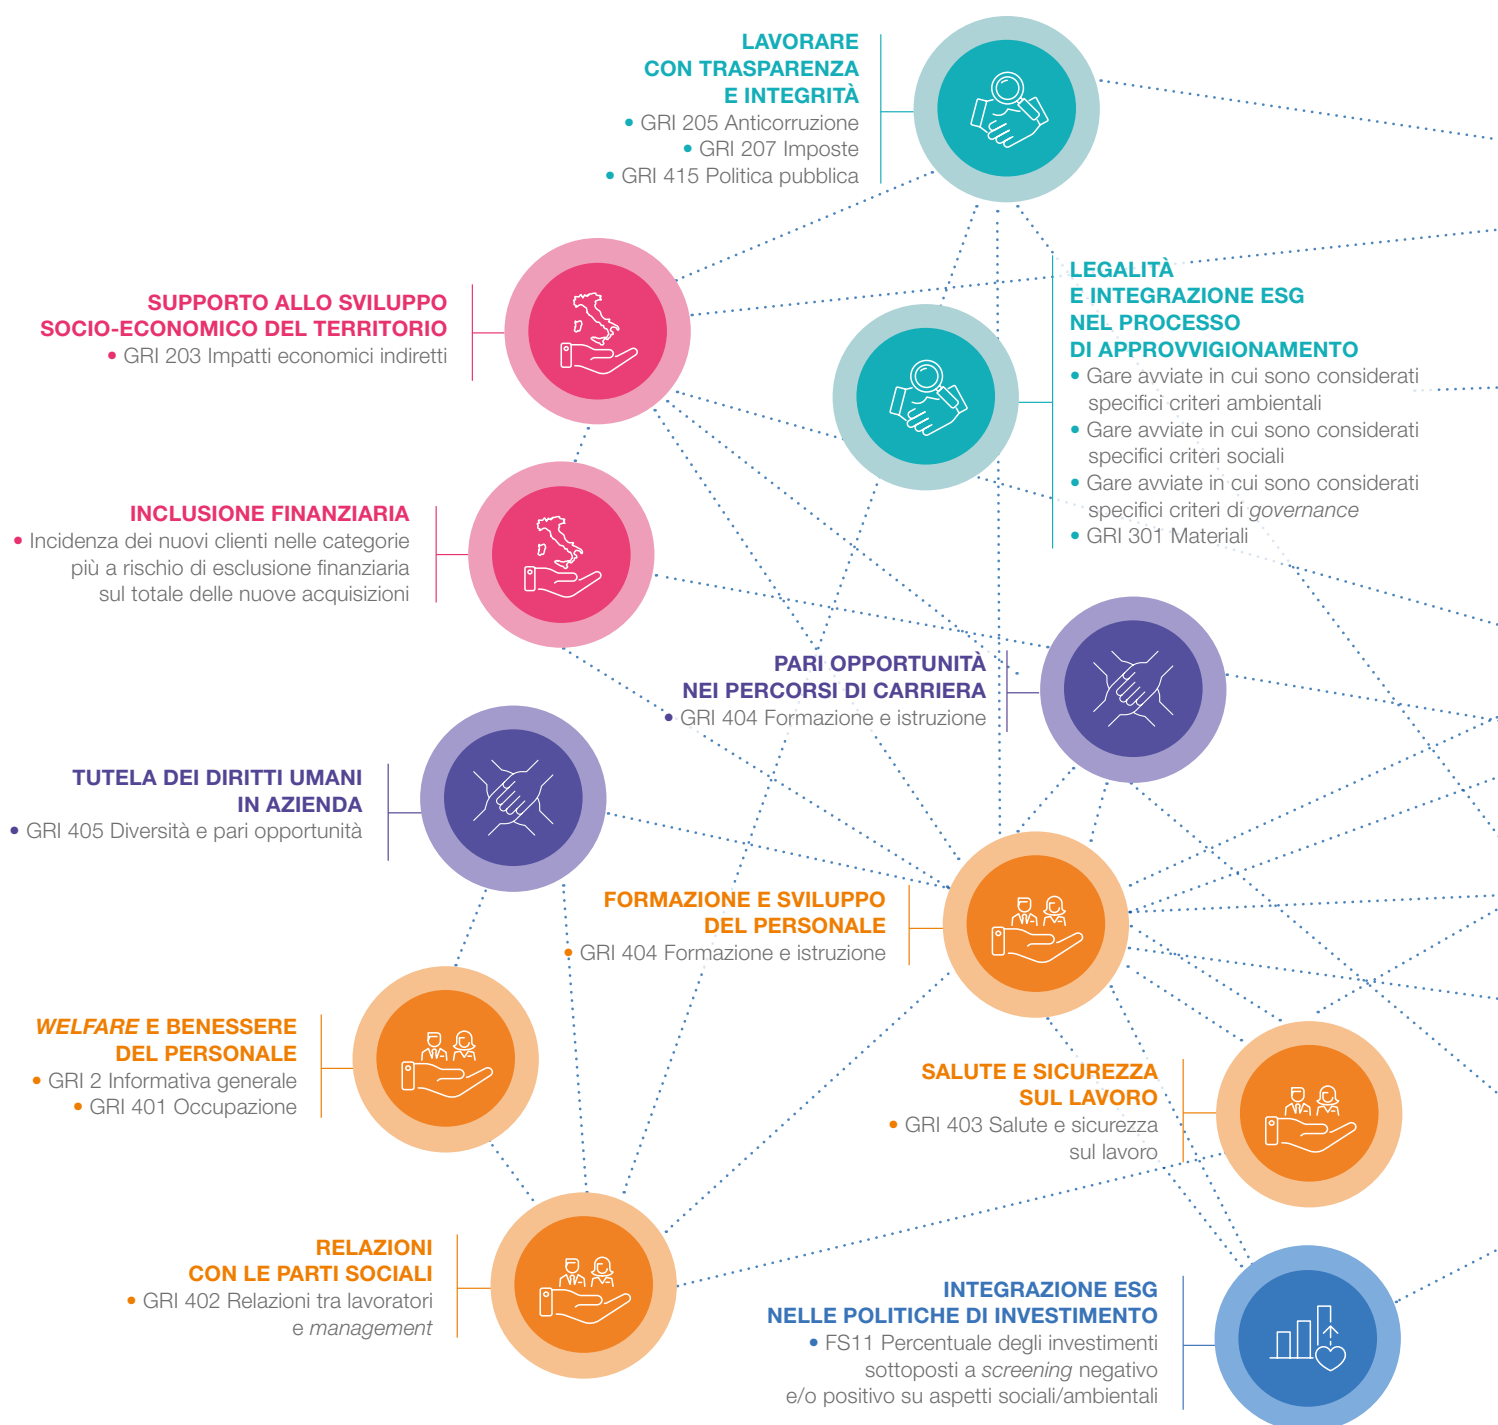 LAVORARE
CON TRASPARENZA
E INTEGRITÀ
• GRI 205 Anticorruzione
• GRI 207 Imposte
• GRI 415 Politica pubblica
SUPPORTO ALLO SVILUPPO
SOCIO-ECONOMICO DEL TERRITORIO
• GRI 203 Impatti economici indiretti
LEGALITÀ
E INTEGRAZIONE ESG
NEL PROCESSO
DI APPROVVIGIONAMENTO
• Gare avviate in cui sono considerati
specifici criteri ambientali
• Gare avviate in cui sono considerati
specifici criteri sociali
• Gare avviate in cui sono considerati
specifici criteri di governance
• GRI 301 Materiali
INCLUSIONE FINANZIARIA
• Incidenza dei nuovi clienti nelle categorie
più a rischio di esclusione finanziaria
sul totale delle nuove acquisizioni
PARI OPPORTUNITÀ
NEI PERCORSI DI CARRIERA
• GRI 404 Formazione e istruzione
TUTELA DEI DIRITTI UMANI
IN AZIENDA
• GRI 405 Diversità e pari opportunità
FORMAZIONE E SVILUPPO
DEL PERSONALE
• GRI 404 Formazione e istruzione
WELFARE E BENESSERE
DEL PERSONALE
• GRI 2 Informativa generale
• GRI 401 Occupazione
SALUTE E SICUREZZA
SUL LAVORO
• GRI 403 Salute e sicurezza
sul lavoro
RELAZIONI
CON LE PARTI SOCIALI
• GRI 402 Relazioni tra lavoratori
e management
INTEGRAZIONE ESG
NELLE POLITICHE DI INVESTIMENTO
• FS11 Percentuale degli investimenti
sottoposti a screening negativo
e/o positivo su aspetti sociali/ambientali